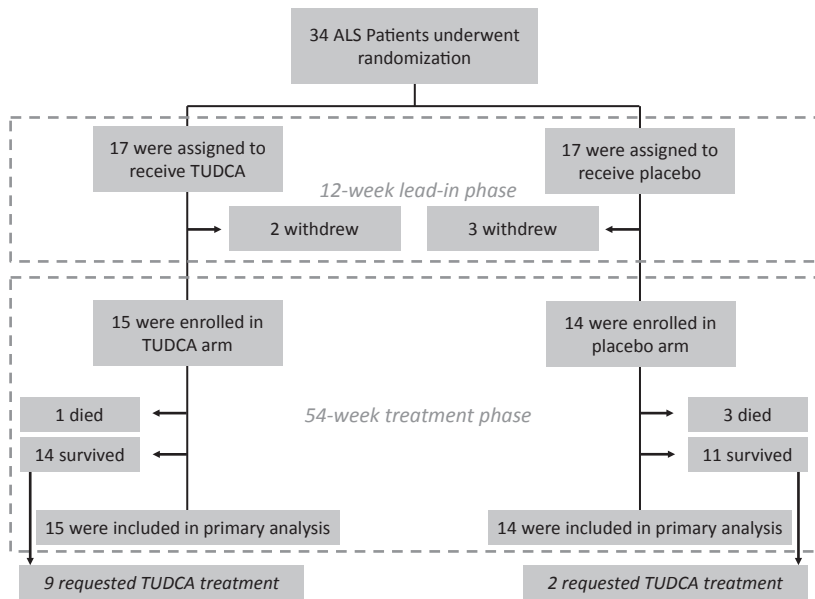 34 ALS Patients underwent
randomization
17 were assigned to
receive TUDCA
17 were assigned to
receive placebo
12-week lead-in phase
2 withdrew
3 withdrew
15 were enrolled in
TUDCA arm
14 were enrolled in
placebo arm
54-week treatment phase
1 died
3 died
14 survived
11 survived
15 were included in primary analysis
14 were included in primary analysis
9 requested TUDCA treatment
2 requested TUDCA treatment